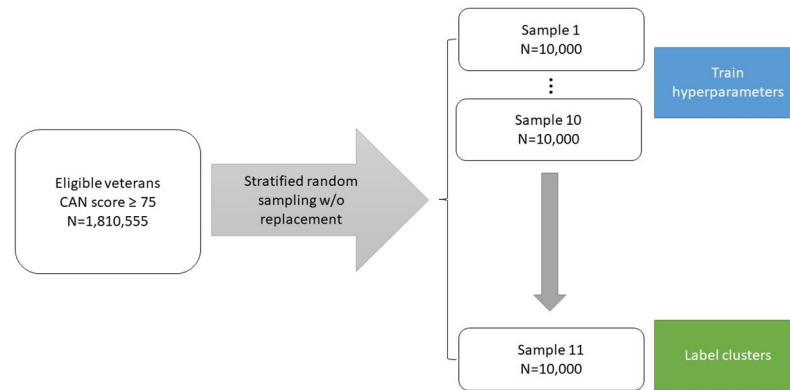 Eligible veterans
CAN score ≥ 75
N=1,810,555
Stratified random
sampling w/o
replacement
Sample 1
N=10,000
Sample 10
N=10,000
Train
hyperparameters
Sample 11
N=10,000
Label clusters